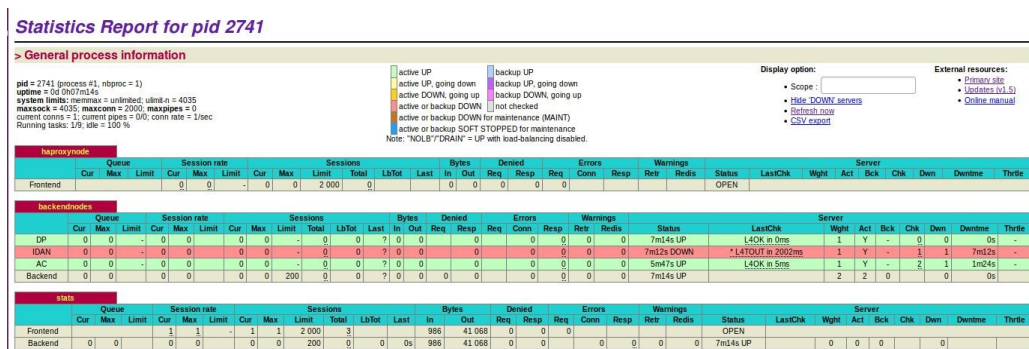 Statistics Report for pid 2741
> General process information
pid = 2741 (process #1, nbproc = 1)
uptime = 0d 0h07m14s
system limits: memmax = unlimited; ulimit-n = 4035
maxsock = 4035; maxconn = 2000; maxpipes = 0
current conns = 1; current pipes = 0/0; conn rate = 1/sec
Running tasks: 1/9; idle = 100 %
active UP backup UP
active UP, going down backup UP, going down
active DOWN, going up backup DOWN, going up
active or backup DOWN not checked
active or backup DOWN for maintenance (MAINT)
active or backup SOFT STOPPED for maintenance
Note: "NOLB"/"DRAIN" = UP with load-balancing disabled.
Display option:
• Scope :
• Hide 'DOWN' servers
• Refresh now
• CSV export
External resources:
• Primary site
• Updates (v1.5)
• Online manual
haproxynode
Queue Session rate Sessions Bytes Denied Errors Warnings Server
Cur Max Limit Cur Max Limit Cur Max Limit Total LbTot Last In Out Req Resp Req Conn Resp Retr Redis Status LastChk Wght Act Bck Chk Dwn Dwntme Thrtle
Frontend 0 0 - 0 0 2 000 0 0 0 0 0 0 OPEN
backendnodes
Queue Session rate Sessions Bytes Denied Errors Warnings Server
Cur Max Limit Cur Max Limit Cur Max Limit Total LbTot Last In Out Req Resp Req Conn Resp Retr Redis Status LastChk Wght Act Bck Chk Dwn Dwntme Thrtle
DP 0 0 - 0 0 0 0 - 0 0 ? 0 0 0 0 0 0 0 7m14s UP L4OK in 0ms 1 Y - 0 0 0s -
IDAN 0 0 - 0 0 0 0 - 0 0 ? 0 0 0 0 0 0 0 7m12s DOWN * L4TOUT in 2002ms 1 Y - 1 1 7m12s -
AC 0 0 - 0 0 0 0 - 0 0 ? 0 0 0 0 0 0 0 5m47s UP L4OK in 5ms 1 Y - 2 1 1m24s -
Backend 0 0 0 0 0 0 200 0 0 ? 0 0 0 0 0 0 0 0 7m14s UP 2 2 0 0 0s
stats
Queue Session rate Sessions Bytes Denied Errors Warnings Server
Cur Max Limit Cur Max Limit Cur Max Limit Total LbTot Last In Out Req Resp Req Conn Resp Retr Redis Status LastChk Wght Act Bck Chk Dwn Dwntme Thrtle
Frontend 1 1 - 1 1 2 000 3 986 41 068 0 0 0 OPEN
Backend 0 0 0 0 0 0 200 0 0 0s 986 41 068 0 0 0 0 0 0 7m14s UP 0 0 0 0